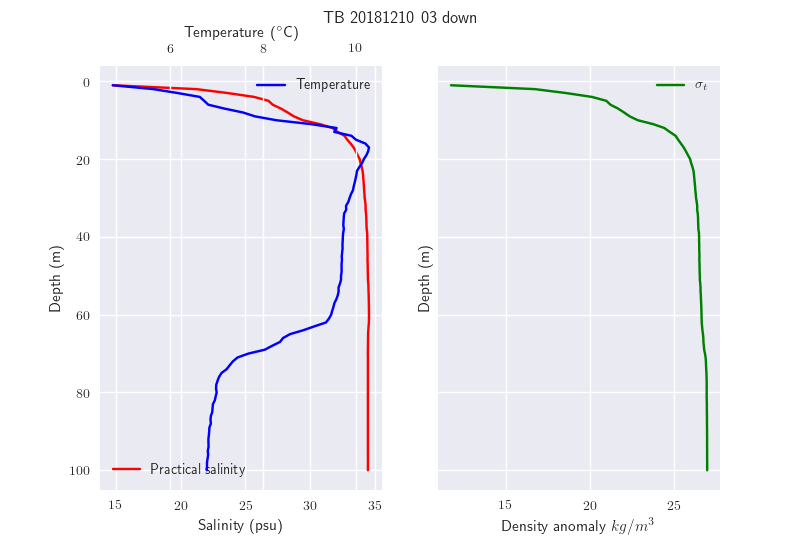 TB 20181210 03 down
Temperature (°C)
6 8 10
Temperature
σt
0 20 40 60 80 100
Depth (m)
Depth (m)
Practical salinity
15 20 25 30 35
15 20 25
Salinity (psu)
Density anomaly kg/m³